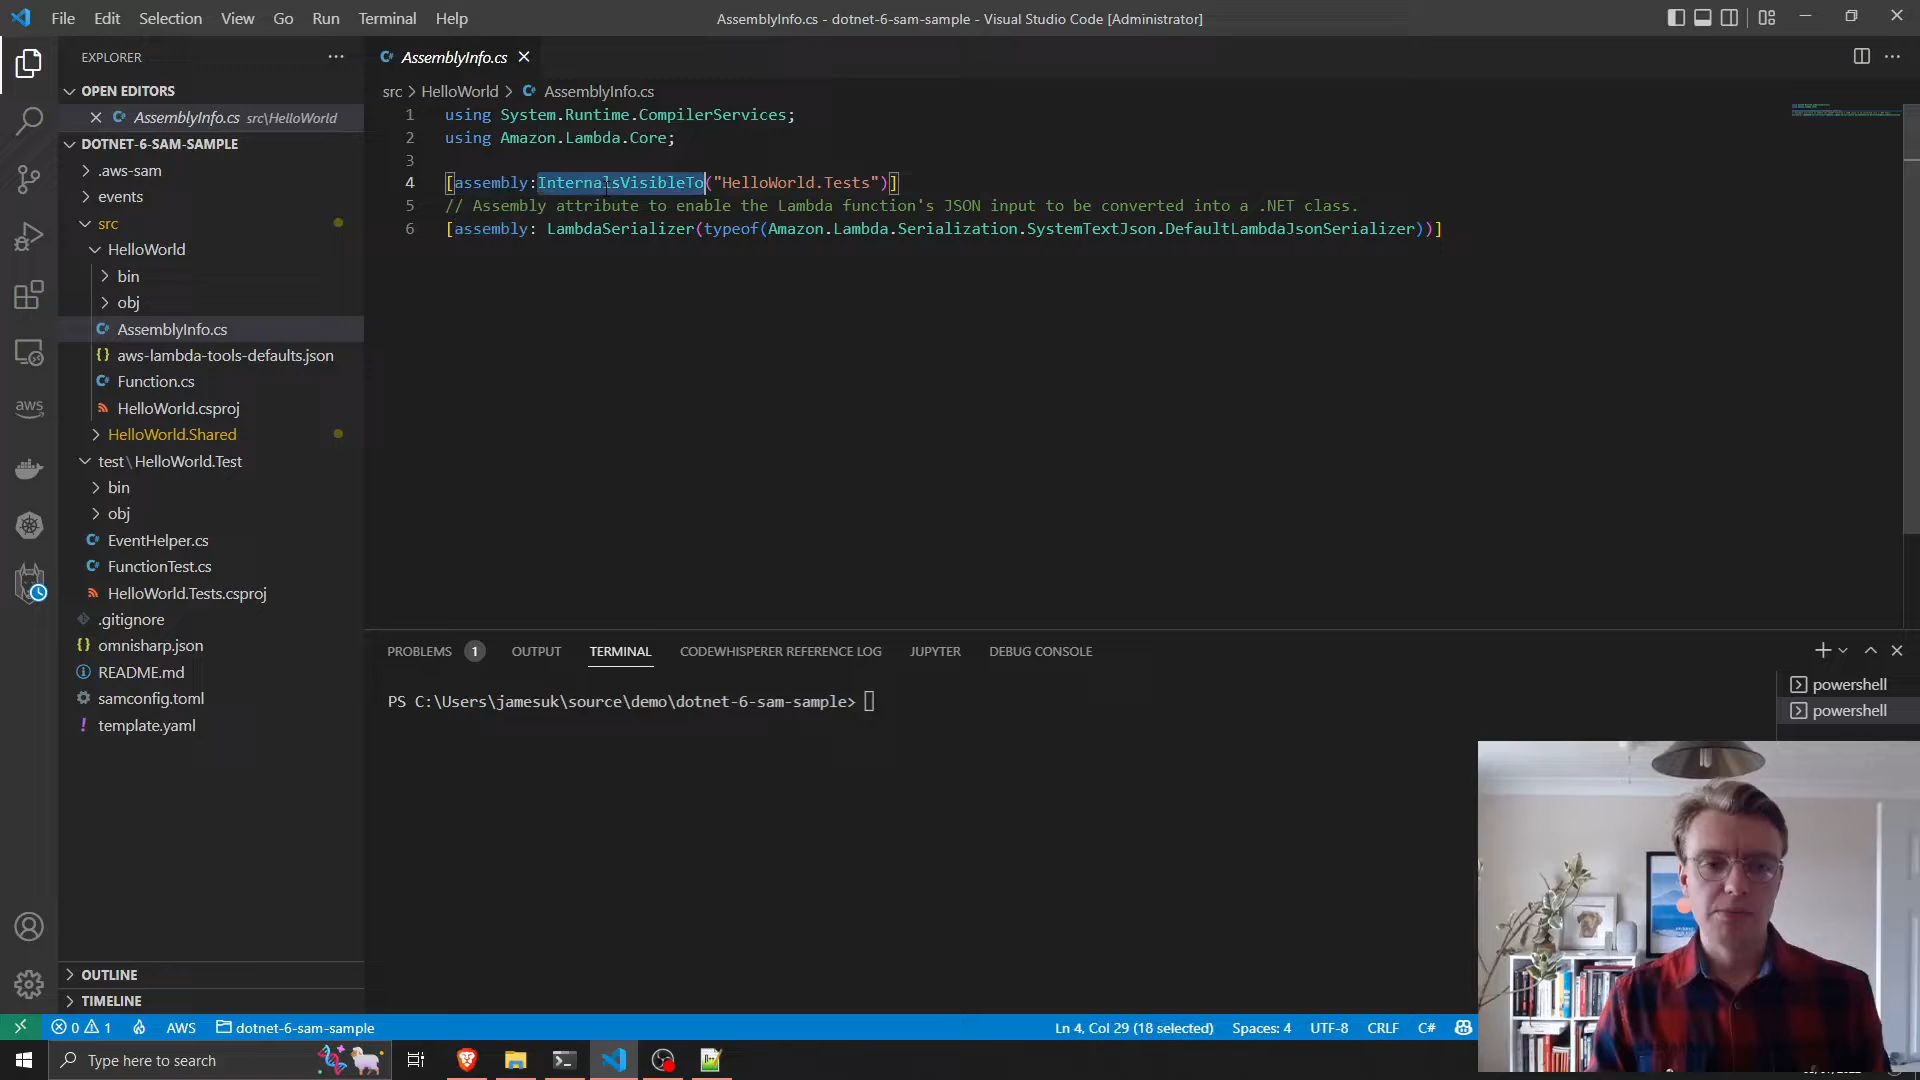 File Edit Selection View Go Run Terminal Help
AssemblyInfo.cs - dotnet-6-sam-sample - Visual Studio Code [Administrator]
EXPLORER
OPEN EDITORS
AssemblyInfo.cs src\HelloWorld
DOTNET-6-SAM-SAMPLE
.aws-sam
events
src
HelloWorld
bin
obj
AssemblyInfo.cs
aws-lambda-tools-defaults.json
Function.cs
HelloWorld.csproj
HelloWorld.Shared
test\HelloWorld.Test
bin
obj
EventHelper.cs
FunctionTest.cs
HelloWorld.Tests.csproj
.gitignore
omnisharp.json
README.md
samconfig.toml
template.yaml
OUTLINE
TIMELINE
aws
AssemblyInfo.cs
src > HelloWorld > AssemblyInfo.cs
1 using System.Runtime.CompilerServices;
2 using Amazon.Lambda.Core;
3
4 [assembly:InternalsVisibleTo("HelloWorld.Tests")]
5 // Assembly attribute to enable the Lambda function's JSON input to be converted into a .NET class.
6 [assembly: LambdaSerializer(typeof(Amazon.Lambda.Serialization.SystemTextJson.DefaultLambdaJsonSerializer))]
PROBLEMS 1 OUTPUT TERMINAL CODEWHISPERER REFERENCE LOG JUPYTER DEBUG CONSOLE
PS C:\Users\jamesuk\source\demo\dotnet-6-sam-sample>
powershell
powershell
0 1 AWS dotnet-6-sam-sample
Ln 4, Col 29 (18 selected) Spaces: 4 UTF-8 CRLF C#
Type here to search